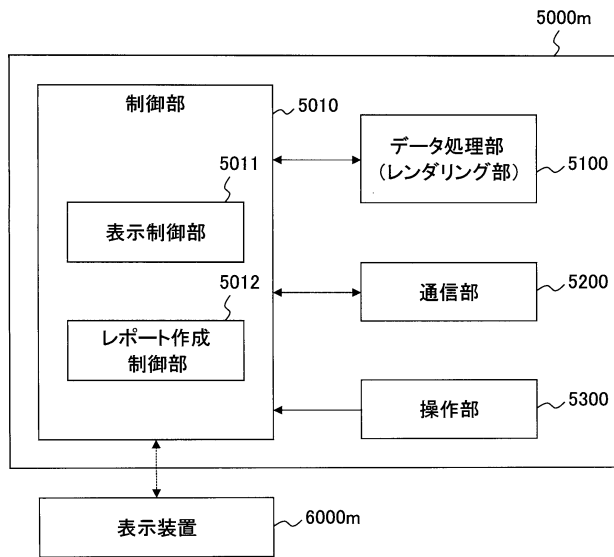 5000m
制御部
5010
データ処理部
(レンダリング部)
5100
5011
表示制御部
通信部
5200
5012
レポート作成
制御部
操作部
5300
表示装置
6000m